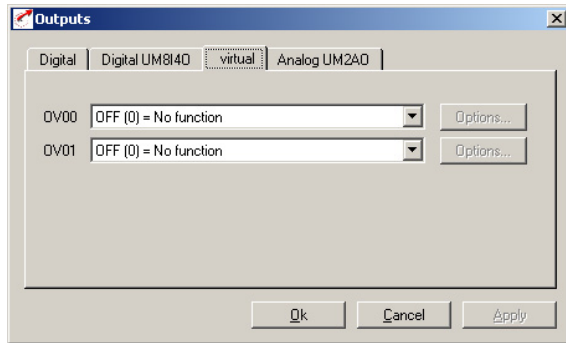 Outputs
Digital Digital UM8I4O virtual Analog UM2AO
OV00 OFF (0) = No function Options...
OV01 OFF (0) = No function Options...
Ok Cancel Apply